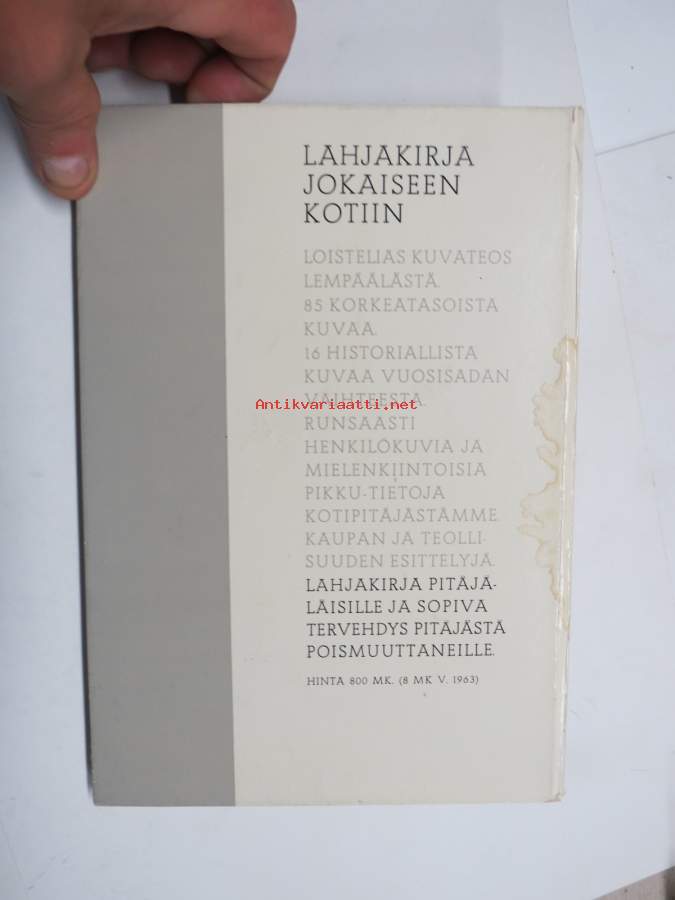 LAHJAKIRJA
JOKAISEEN
KOTIIN
LOISTELIAS KUVATEOS
LEMPÄÄLÄSTÄ.
85 KORKEATASOISTA
KUVAA.
16 HISTORIALLISTA
KUVAA VUOSISADAN
VAIHTEESTA.
Antikvariaatti.net
RUNSAASTI
HENKILÖKUVIA JA
MIELENKIINTOISIA
PIKKU-TIETOJA
KOTIPITÄJÄSTÄMME.
KAUPAN JA TEOLLI-
SUUDEN ESITTELYJÄ.
LAHJAKIRJA PITÄJÄ-
LÄISILLE JA SOPIVA
TERVEHDYS PITÄJÄSTÄ
POISMUUTTANEILLE.
HINTA 800 MK. (8 MK V. 1963)